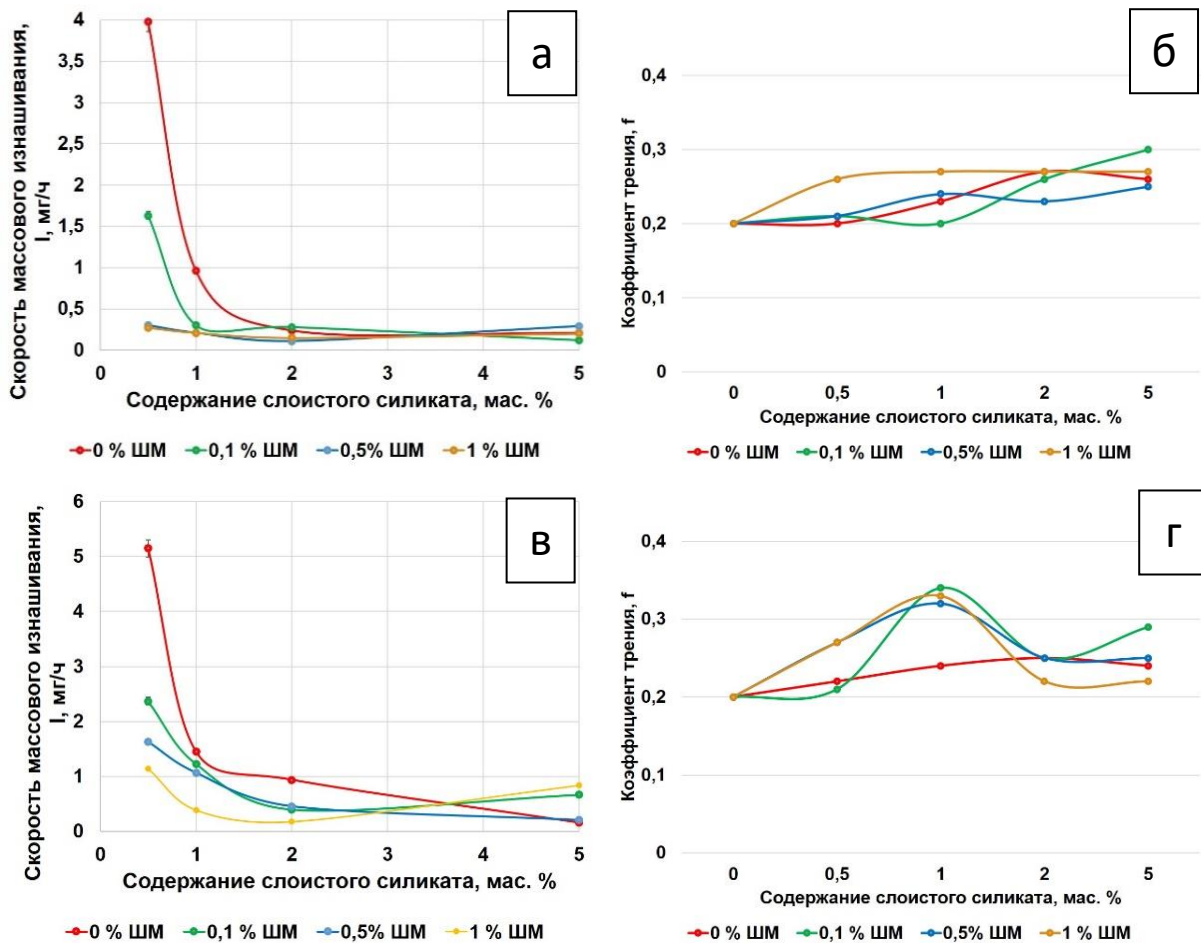 Скорость массового изнашивания,
I, мг/ч
4
3,5
3
2,5
2
1,5
1
0,5
0
0 1 2 3 4 5
Содержание слоистого силиката, мас. %
0 % ШМ 0,1 % ШМ 0,5% ШМ 1 % ШМ
а
Коэффициент трения, f
0,4
0,3
0,2
0,1
0
0 0,5 1 2 5
Содержание слоистого силиката, мас. %
0 % ШМ 0,1 % ШМ 0,5% ШМ 1 % ШМ
б
Скорость массового изнашивания,
I, мг/ч
6
5
4
3
2
1
0
0 1 2 3 4 5
Содержание слоистого силиката, мас. %
0 % ШМ 0,1 % ШМ 0,5% ШМ 1 % ШМ
в
Коэффициент трения, f
0,4
0,3
0,2
0,1
0
0 0,5 1 2 5
Содержание слоистого силиката, мас. %
0 % ШМ 0,1 % ШМ 0,5% ШМ 1 % ШМ
г